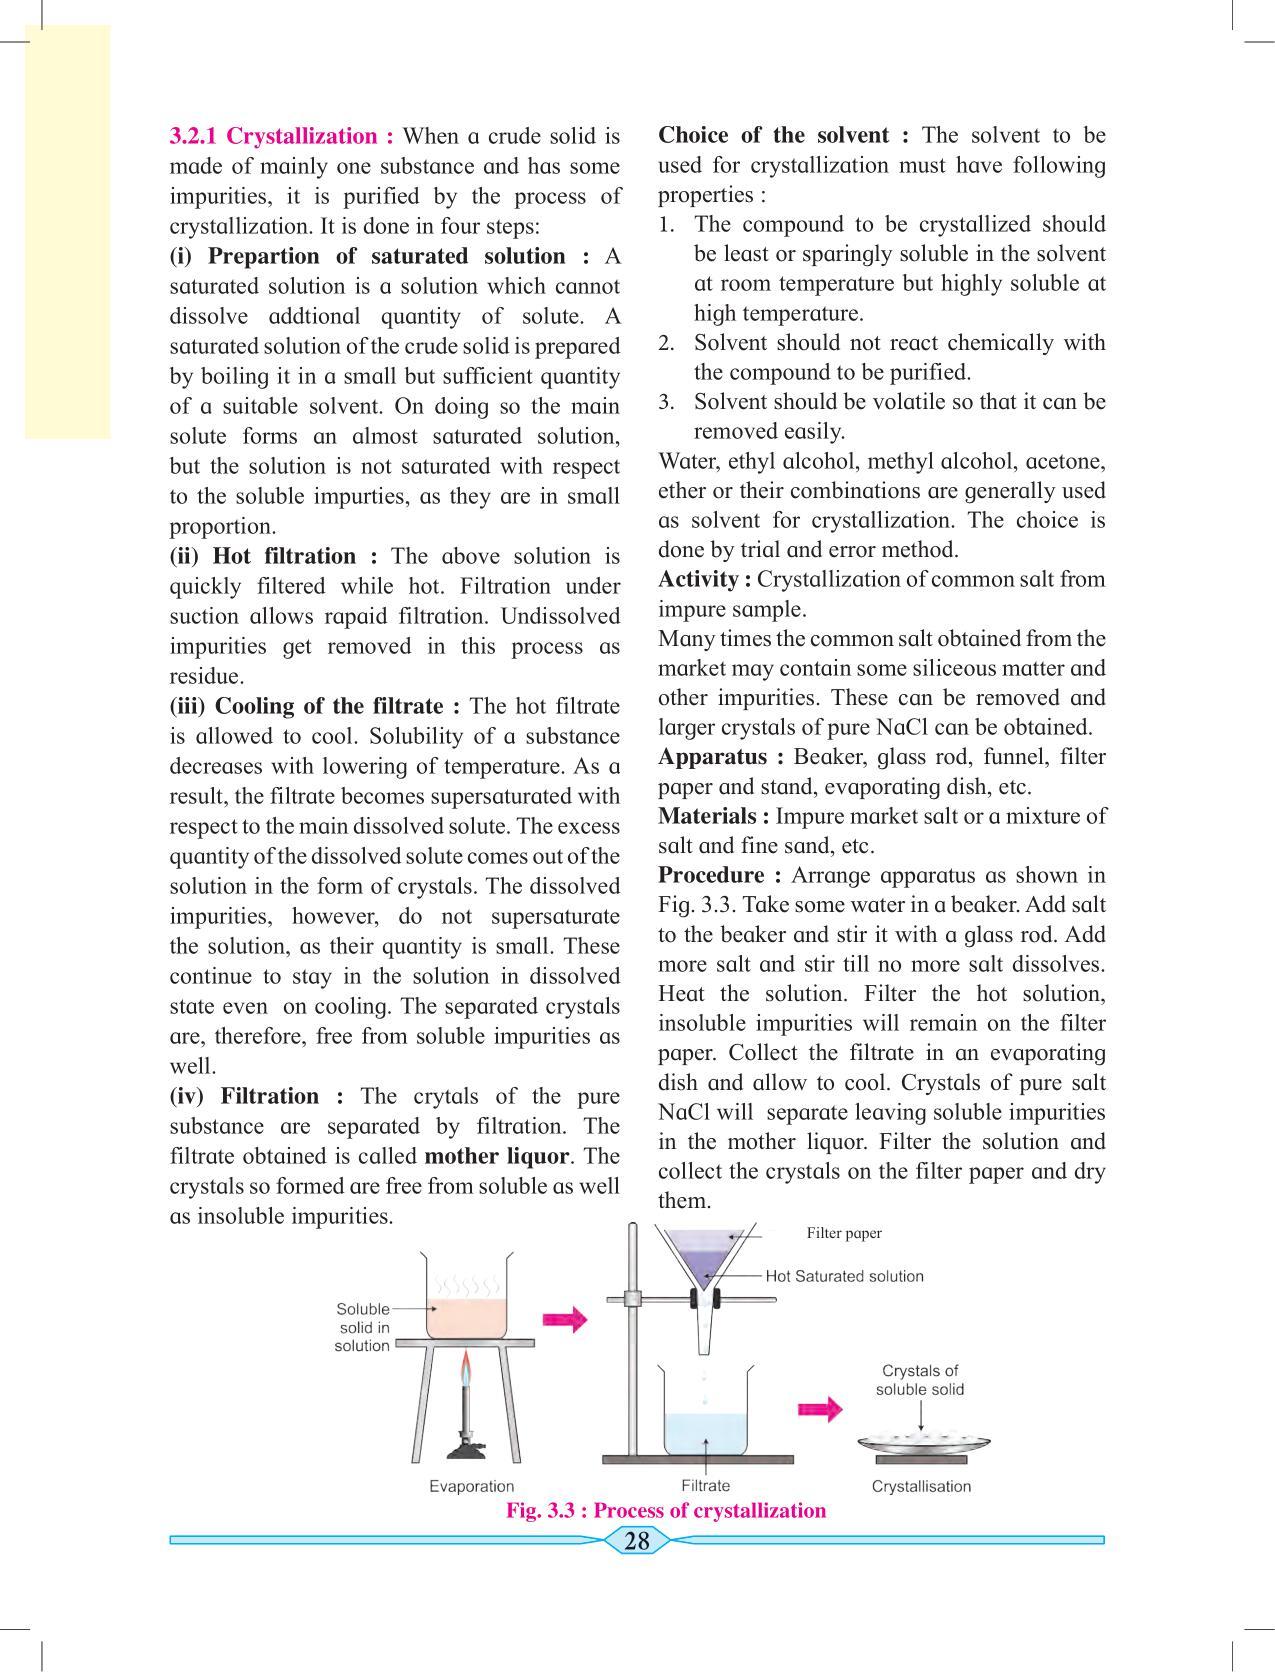 3.2.1 Crystallization : When a crude solid is
made of mainly one substance and has some
impurities, it is purified by the process of
crystallization. It is done in four steps:
(i) Prepartion of saturated solution : A
saturated solution is a solution which cannot
dissolve addtional quantity of solute. A
saturated solution of the crude solid is prepared
by boiling it in a small but sufficient quantity
of a suitable solvent. On doing so the main
solute forms an almost saturated solution,
but the solution is not saturated with respect
to the soluble impurties, as they are in small
proportion.
(ii) Hot filtration : The above solution is
quickly filtered while hot. Filtration under
suction allows rapaid filtration. Undissolved
impurities get removed in this process as
residue.
(iii) Cooling of the filtrate : The hot filtrate
is allowed to cool. Solubility of a substance
decreases with lowering of temperature. As a
result, the filtrate becomes supersaturated with
respect to the main dissolved solute. The excess
quantity of the dissolved solute comes out of the
solution in the form of crystals. The dissolved
impurities, however, do not supersaturate
the solution, as their quantity is small. These
continue to stay in the solution in dissolved
state even on cooling. The separated crystals
are, therefore, free from soluble impurities as
well.
(iv) Filtration : The crytals of the pure
substance are separated by filtration. The
filtrate obtained is called mother liquor. The
crystals so formed are free from soluble as well
as insoluble impurities.
Choice of the solvent : The solvent to be
used for crystallization must have following
properties :
1. The compound to be crystallized should
be least or sparingly soluble in the solvent
at room temperature but highly soluble at
high temperature.
2. Solvent should not react chemically with
the compound to be purified.
3. Solvent should be volatile so that it can be
removed easily.
Water, ethyl alcohol, methyl alcohol, acetone,
ether or their combinations are generally used
as solvent for crystallization. The choice is
done by trial and error method.
Activity : Crystallization of common salt from
impure sample.
Many times the common salt obtained from the
market may contain some siliceous matter and
other impurities. These can be removed and
larger crystals of pure NaCl can be obtained.
Apparatus : Beaker, glass rod, funnel, filter
paper and stand, evaporating dish, etc.
Materials : Impure market salt or a mixture of
salt and fine sand, etc.
Procedure : Arrange apparatus as shown in
Fig. 3.3. Take some water in a beaker. Add salt
to the beaker and stir it with a glass rod. Add
more salt and stir till no more salt dissolves.
Heat the solution. Filter the hot solution,
insoluble impurities will remain on the filter
paper. Collect the filtrate in an evaporating
dish and allow to cool. Crystals of pure salt
NaCl will separate leaving soluble impurities
in the mother liquor. Filter the solution and
collect the crystals on the filter paper and dry
them.
Filter paper
Hot Saturated solution
Soluble
solid in
solution
Crystals of
soluble solid
Evaporation
Filtrate
Crystallisation
Fig. 3.3 : Process of crystallization
28